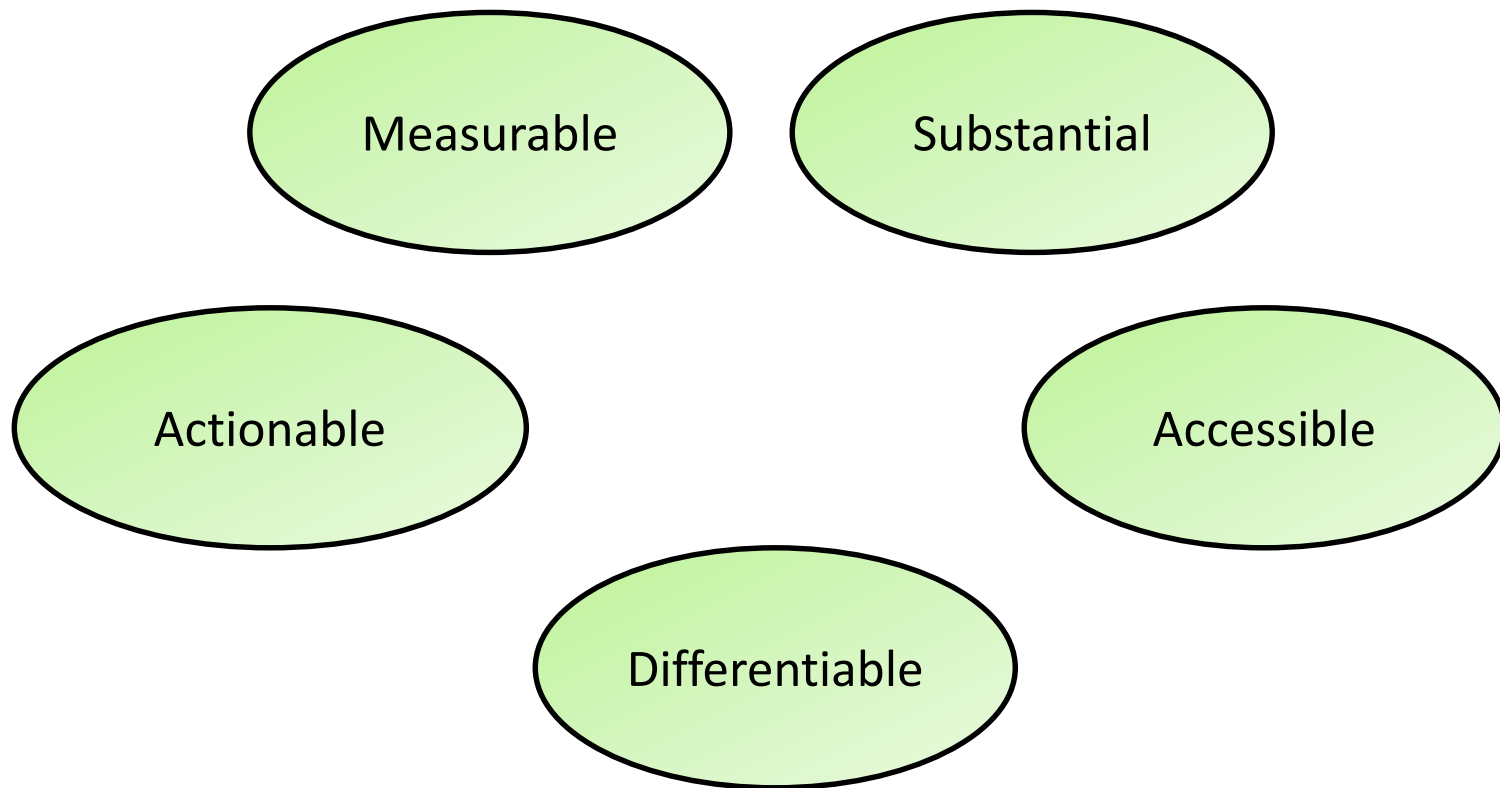 Measurable
Substantial
Actionable
Accessible
Differentiable